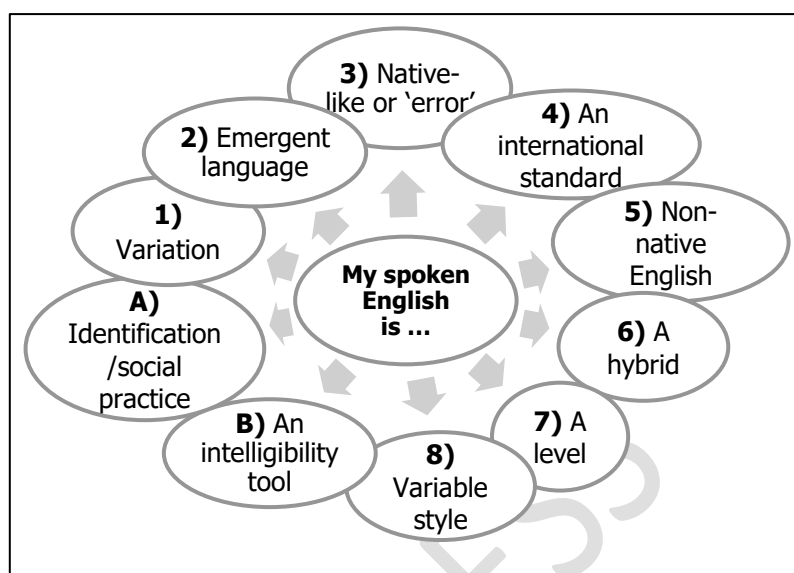 3) Native-
like or ‘error’
4) An
international
standard
2) Emergent
language
5) Non-
native
English
1)
Variation
My spoken
English
is …
A)
Identification
/social
practice
6) A
hybrid
7) A
level
B) An
intelligibility
tool
8)
Variable
style